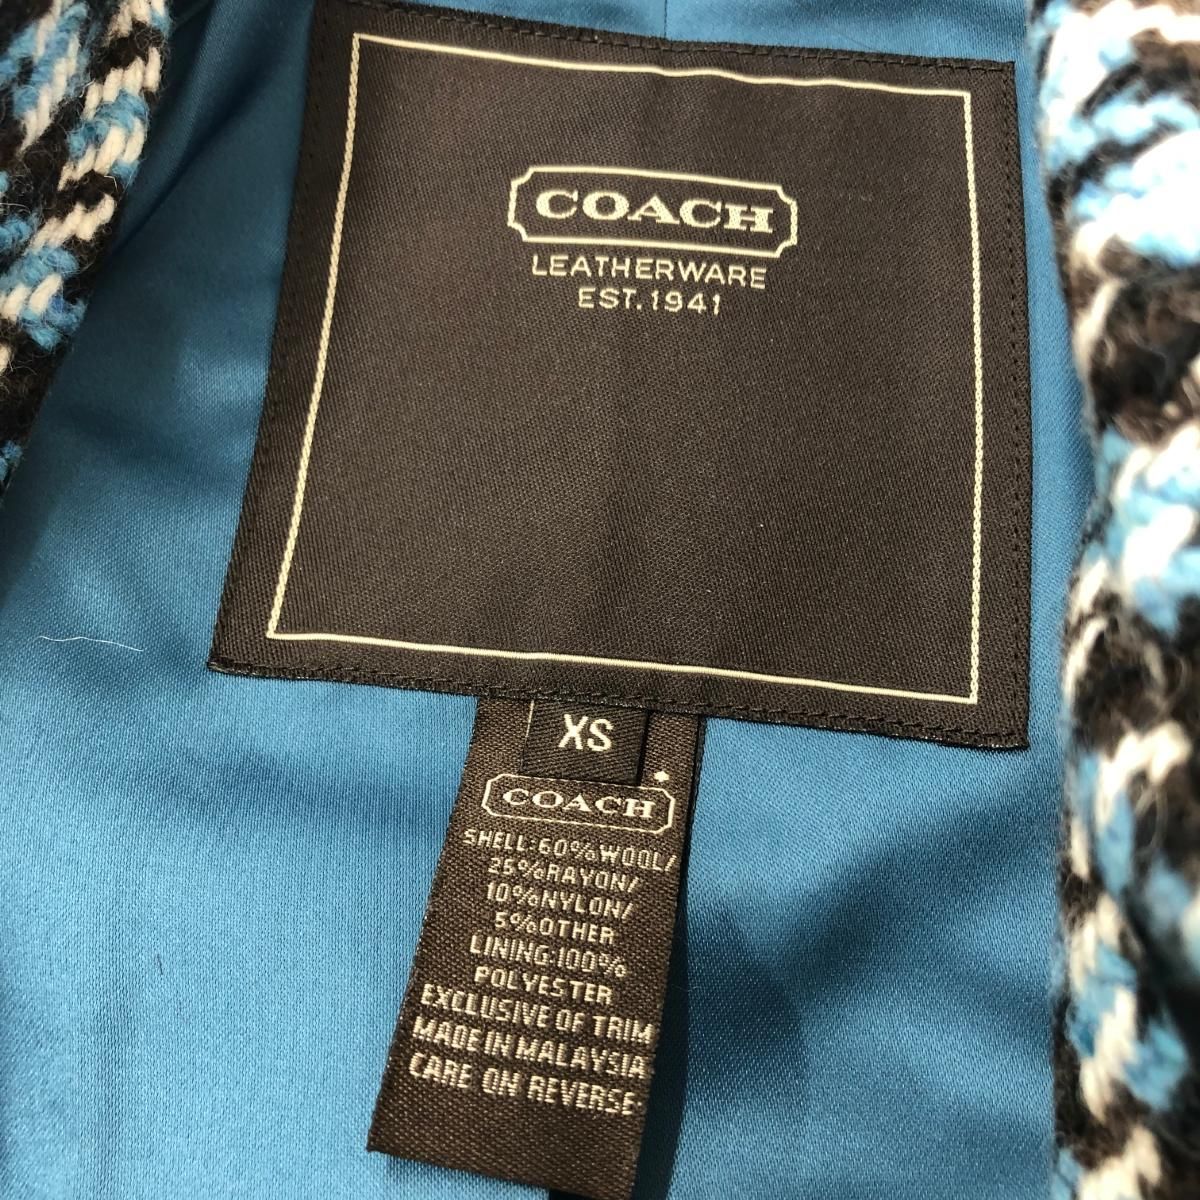 COACH
LEATHERWARE
EST. 1941
XS
COACH
SHELL: 60% WOOL/
25% RAYON/
10% NYLON/
5% OTHER
LINING: 100%
POLYESTER
EXCLUSIVE OF TRIM
MADE IN MALAYSIA
CARE ON REVERSE